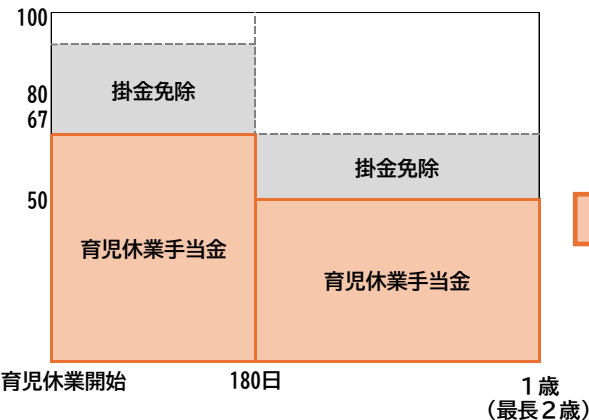 100
80
67
50
掛金免除
掛金免除
育児休業手当金
育児休業手当金
育児休業開始
180日
1歳
(最長2歳)